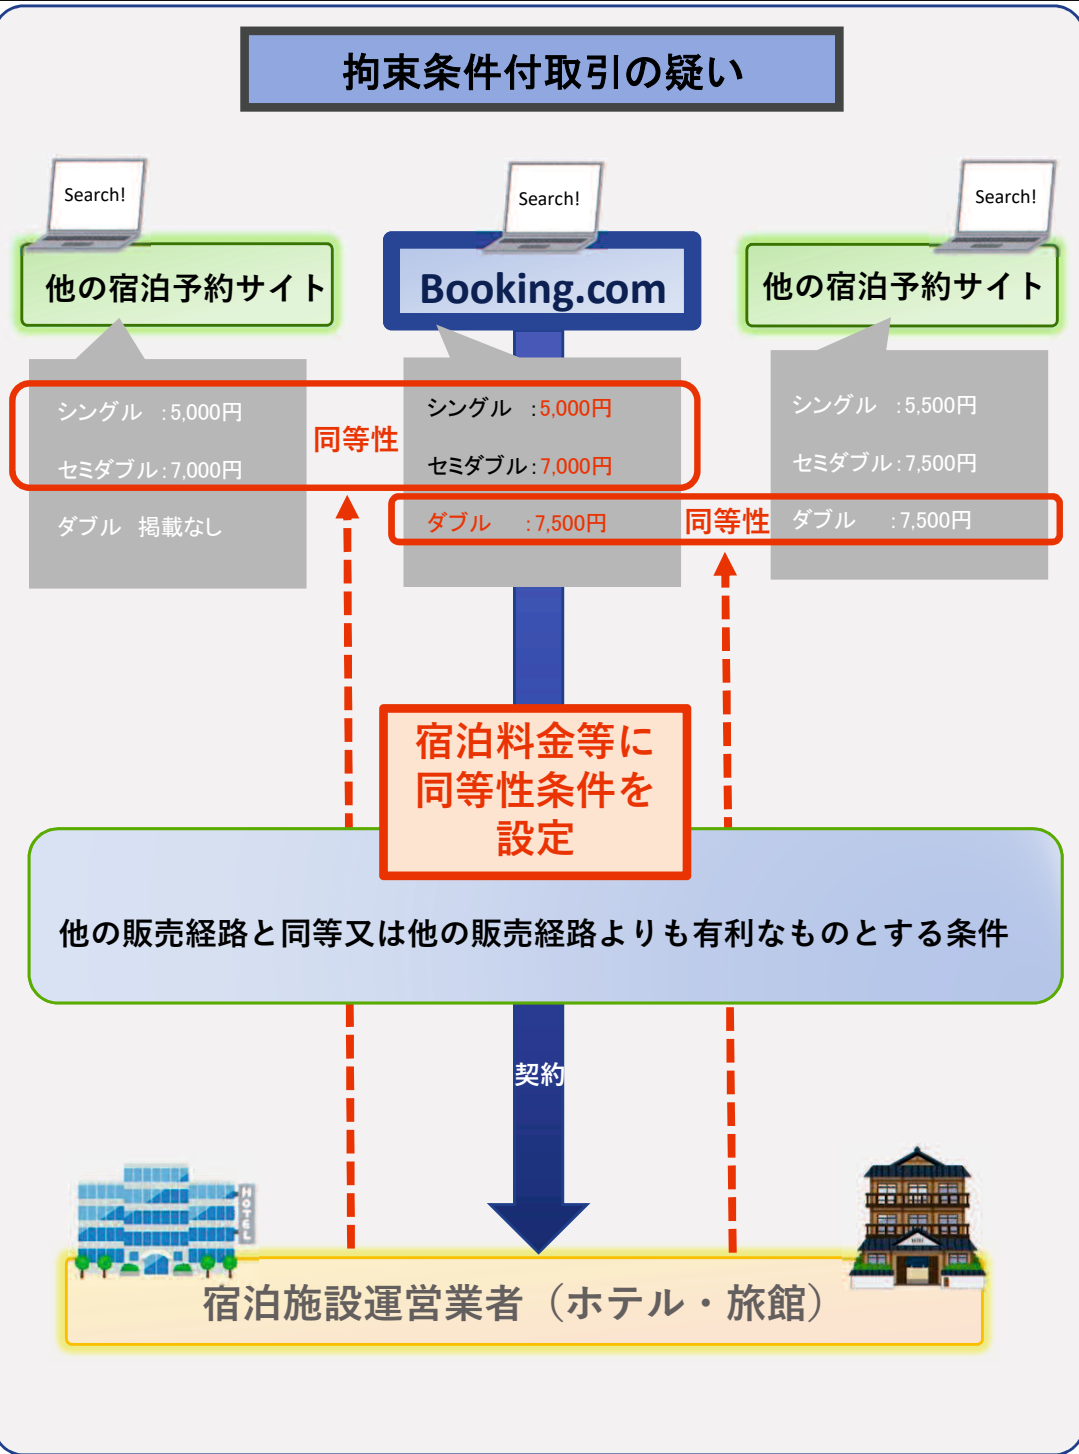 拘束条件付取引の疑い
Search!
Search!
Search!
他の宿泊予約サイト
Booking.com
他の宿泊予約サイト
シングル :5,000円
セミダブル:7,000円
ダブル 掲載なし
同等性
シングル :5,000円
セミダブル:7,000円
ダブル :7,500円
同等性
シングル :5,500円
セミダブル:7,500円
ダブル :7,500円
宿泊料金等に
同等性条件を
設定
他の販売経路と同等又は他の販売経路よりも有利なものとする条件
契約
HOTEL
宿泊施設運営業者（ホテル・旅館）